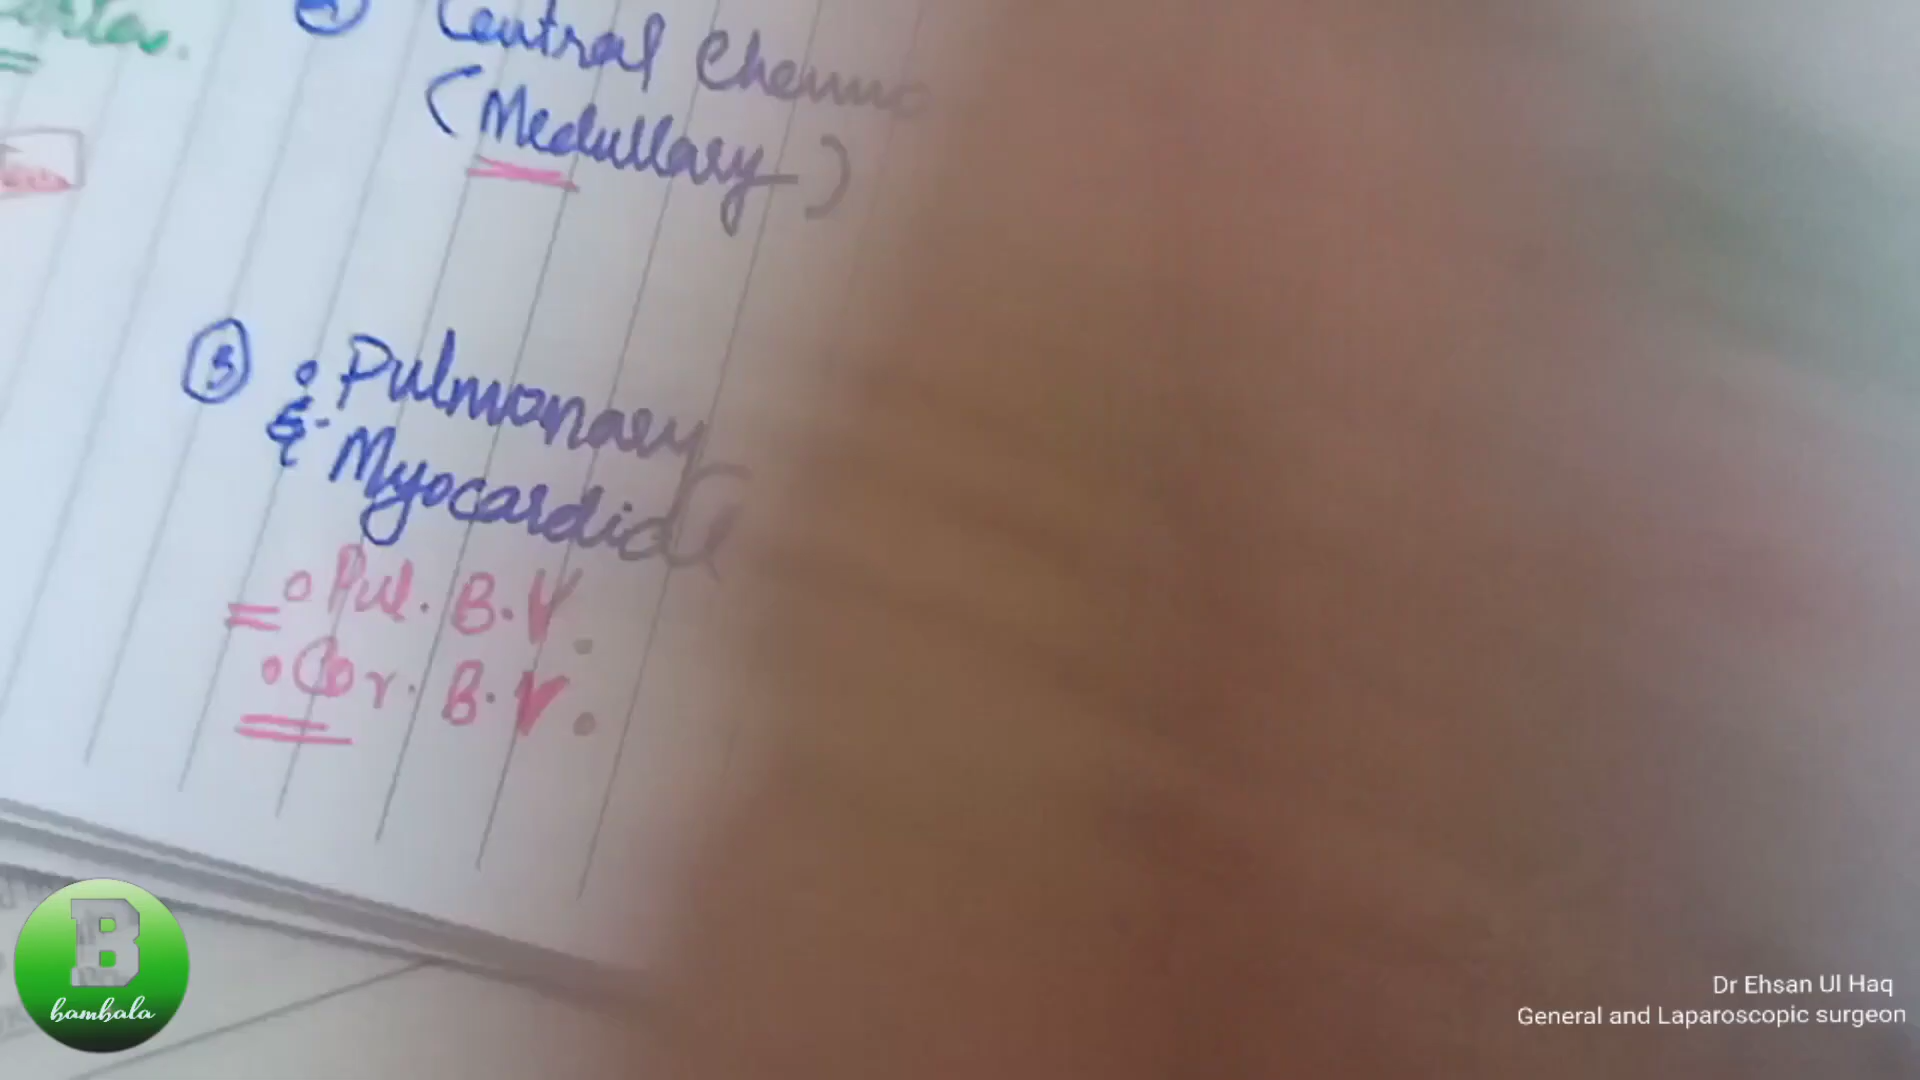 Central Chemo
(Medullary)
③ • Pulmonary
& Myocardial
• Pul. B.V.
• Cor. B.V.
B
bambala
Dr Ehsan Ul Haq
General and Laparoscopic surgeon